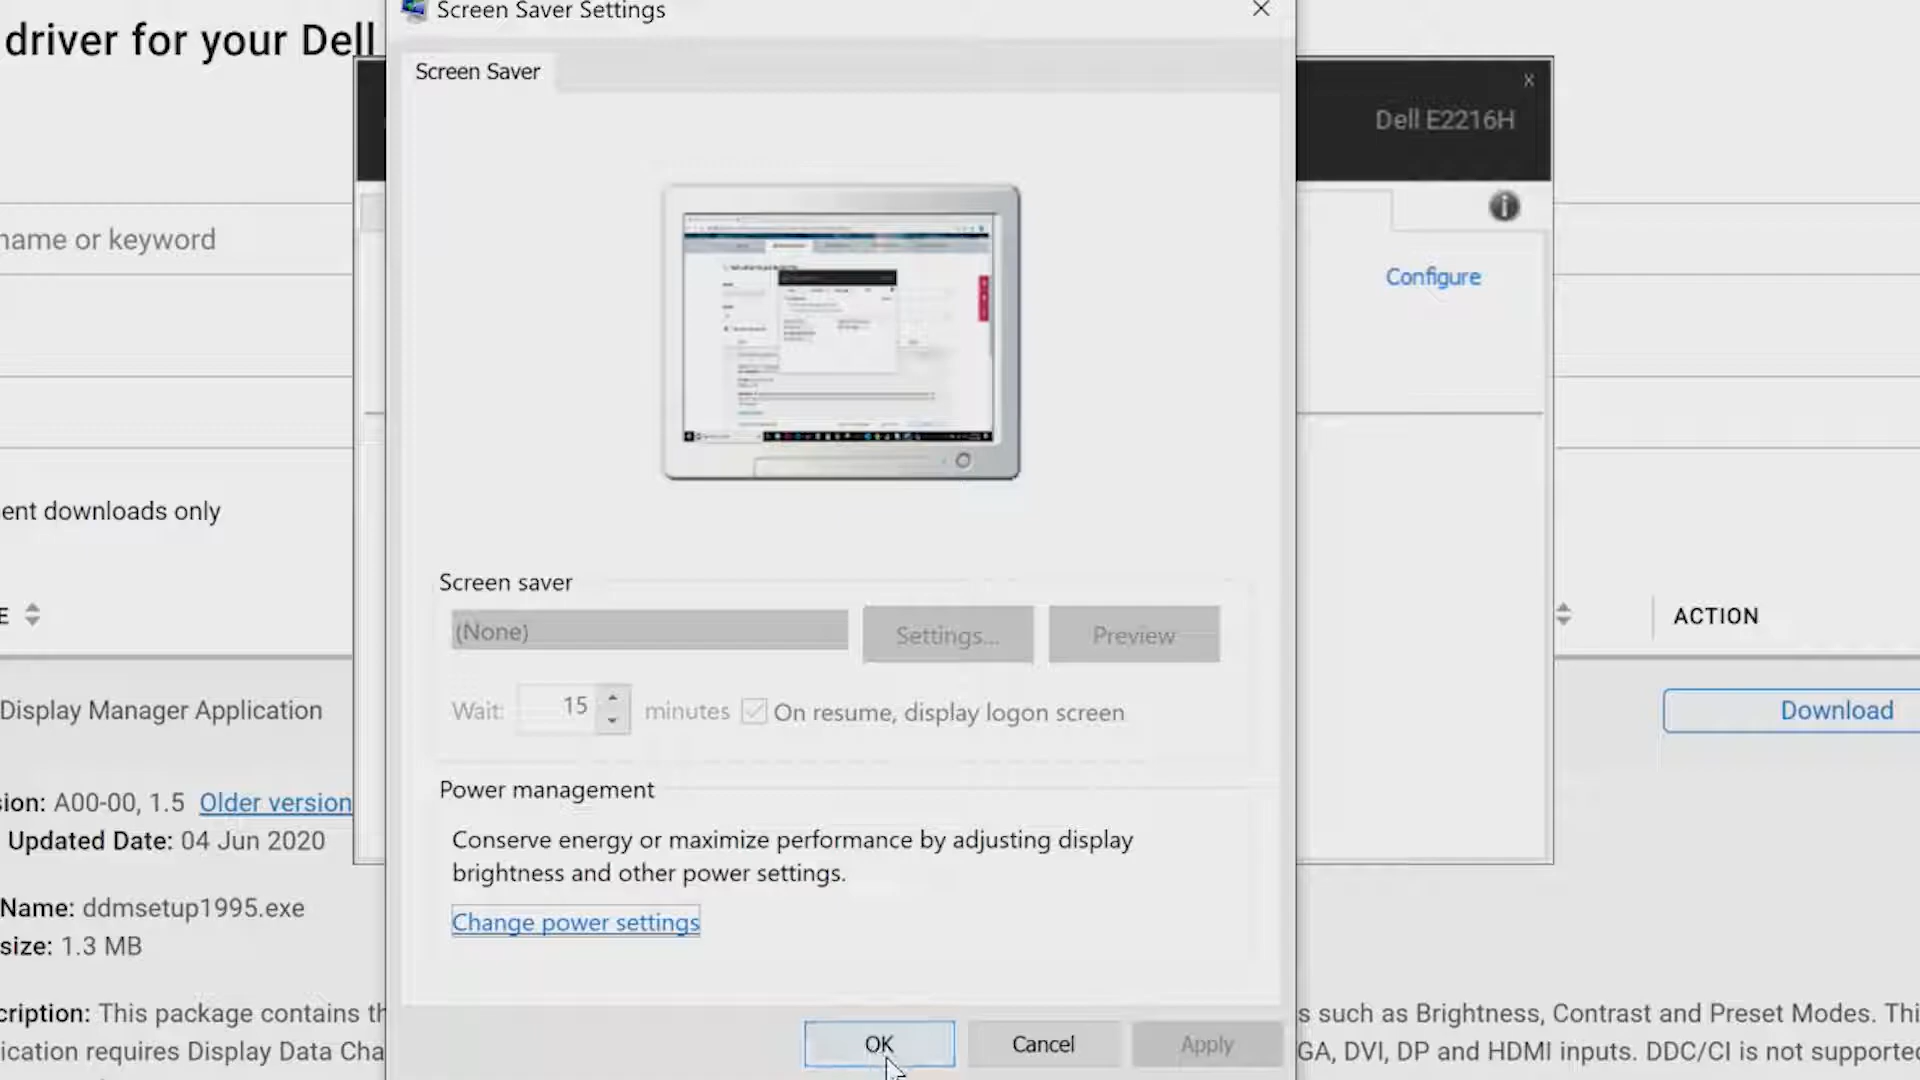 Screen Saver Settings
driver for your Dell
Screen Saver
X
Dell E2216H
name or keyword
Configure
ent downloads only
Screen saver
(None)
Settings...
Preview
E
ACTION
Wait:
15
minutes
On resume, display logon screen
Display Manager Application
Download
Power management
sion: A00-00, 1.5 Older version
Updated Date: 04 Jun 2020
Conserve energy or maximize performance by adjusting display
brightness and other power settings.
Change power settings
Name: ddmsetup1995.exe
size: 1.3 MB
cription: This package contains th
s such as Brightness, Contrast and Preset Modes. Thi
ication requires Display Data Cha
GA, DVI, DP and HDMI inputs. DDC/CI is not supported
OK
Cancel
Apply